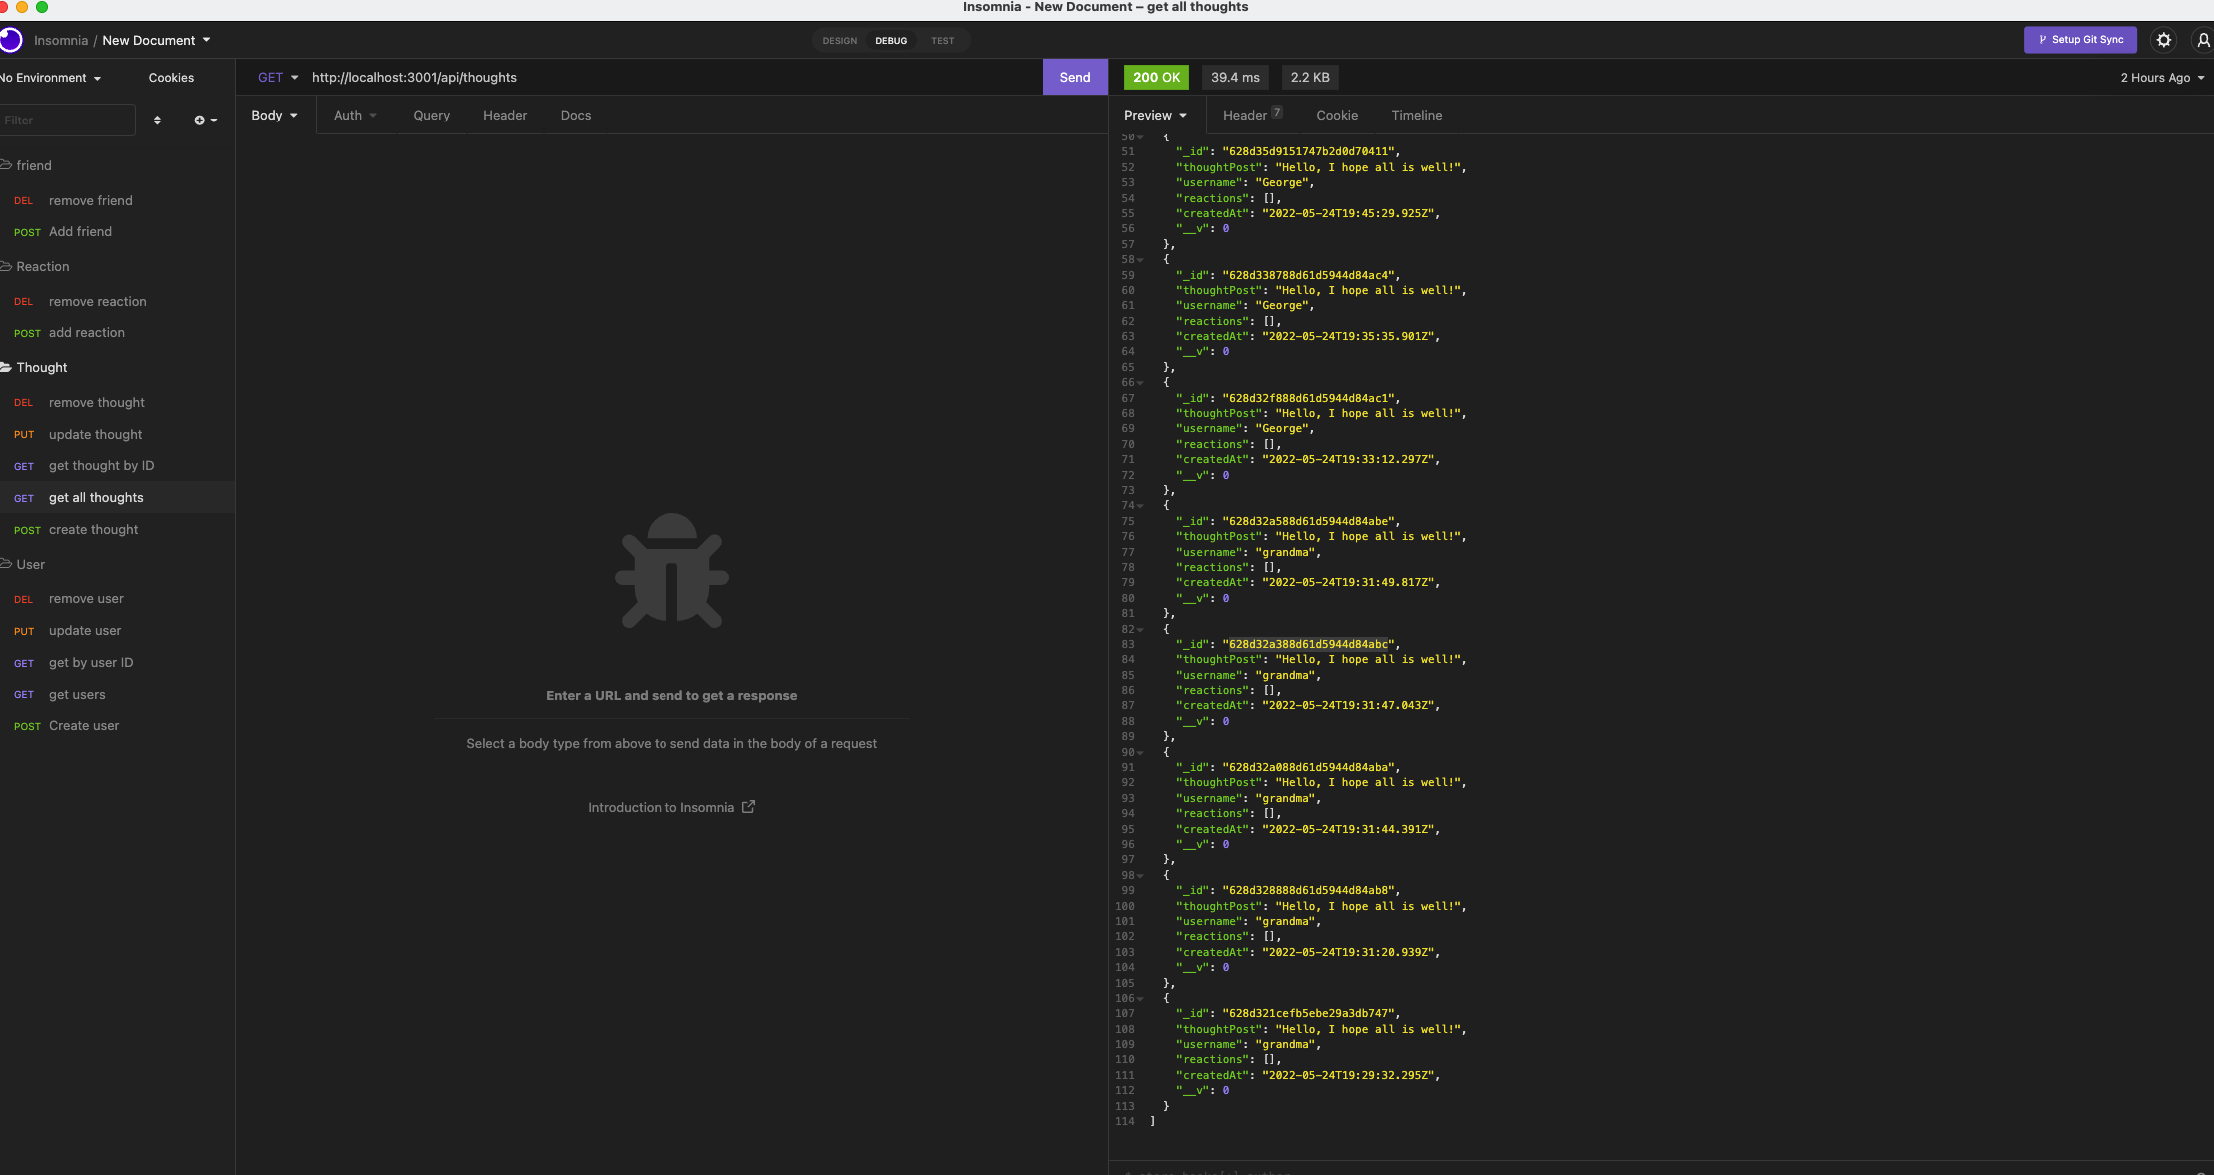 Insomnia - New Document – get all thoughts
Insomnia / New Document
DESIGN DEBUG TEST
Setup Git Sync
No Environment
Cookies
GET http://localhost:3001/api/thoughts
Send
200 OK 39.4 ms 2.2 KB
2 Hours Ago
Filter
Body Auth Query Header Docs
Preview Header 7 Cookie Timeline
friend
DEL remove friend
POST Add friend
Reaction
DEL remove reaction
POST add reaction
Thought
DEL remove thought
PUT update thought
GET get thought by ID
GET get all thoughts
POST create thought
User
DEL remove user
PUT update user
GET get by user ID
GET get users
POST Create user
Enter a URL and send to get a response
Select a body type from above to send data in the body of a request
Introduction to Insomnia
50 {
51 "_id": "628d35d9151747b2d0d70411",
52 "thoughtPost": "Hello, I hope all is well!",
53 "username": "George",
54 "reactions": [],
55 "createdAt": "2022-05-24T19:45:29.925Z",
56 "__v": 0
57 },
58 {
59 "_id": "628d338788d61d5944d84ac4",
60 "thoughtPost": "Hello, I hope all is well!",
61 "username": "George",
62 "reactions": [],
63 "createdAt": "2022-05-24T19:35:35.901Z",
64 "__v": 0
65 },
66 {
67 "_id": "628d32f888d61d5944d84ac1",
68 "thoughtPost": "Hello, I hope all is well!",
69 "username": "George",
70 "reactions": [],
71 "createdAt": "2022-05-24T19:33:12.297Z",
72 "__v": 0
73 },
74 {
75 "_id": "628d32a588d61d5944d84abe",
76 "thoughtPost": "Hello, I hope all is well!",
77 "username": "grandma",
78 "reactions": [],
79 "createdAt": "2022-05-24T19:31:49.817Z",
80 "__v": 0
81 },
82 {
83 "_id": "628d32a388d61d5944d84abc",
84 "thoughtPost": "Hello, I hope all is well!",
85 "username": "grandma",
86 "reactions": [],
87 "createdAt": "2022-05-24T19:31:47.043Z",
88 "__v": 0
89 },
90 {
91 "_id": "628d32a088d61d5944d84aba",
92 "thoughtPost": "Hello, I hope all is well!",
93 "username": "grandma",
94 "reactions": [],
95 "createdAt": "2022-05-24T19:31:44.391Z",
96 "__v": 0
97 },
98 {
99 "_id": "628d328888d61d5944d84ab8",
100 "thoughtPost": "Hello, I hope all is well!",
101 "username": "grandma",
102 "reactions": [],
103 "createdAt": "2022-05-24T19:31:20.939Z",
104 "__v": 0
105 },
106 {
107 "_id": "628d321cefb5ebe29a3db747",
108 "thoughtPost": "Hello, I hope all is well!",
109 "username": "grandma",
110 "reactions": [],
111 "createdAt": "2022-05-24T19:29:32.295Z",
112 "__v": 0
113 }
114 ]